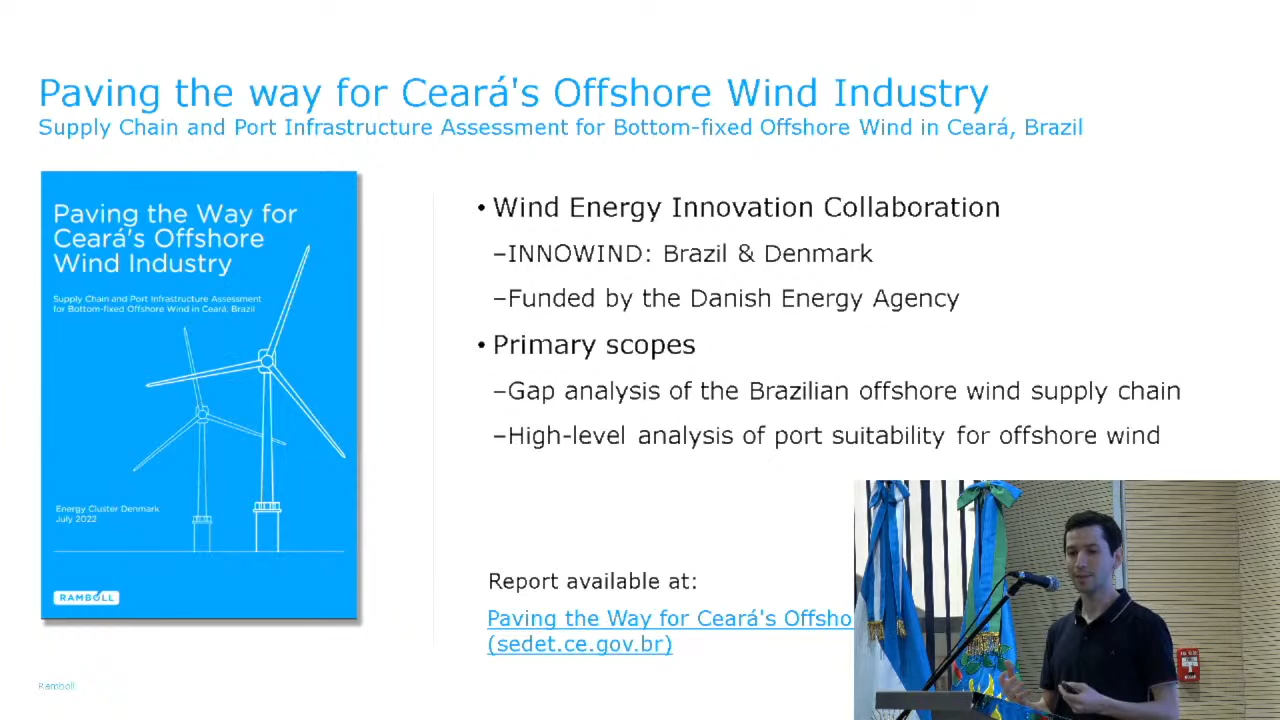 Paving the way for Ceará's Offshore Wind Industry
Supply Chain and Port Infrastructure Assessment for Bottom-fixed Offshore Wind in Ceará, Brazil
Paving the Way for
Ceará's Offshore
Wind Industry
Supply Chain and Port Infrastructure Assessment
for Bottom-fixed Offshore Wind in Ceará, Brazil
Energy Cluster Denmark
July 2022
RAMBOLL
• Wind Energy Innovation Collaboration
–INNOWIND: Brazil & Denmark
–Funded by the Danish Energy Agency
• Primary scopes
–Gap analysis of the Brazilian offshore wind supply chain
–High-level analysis of port suitability for offshore wind
Report available at:
Paving the Way for Ceará's Offsho
(sedet.ce.gov.br)
Ramboll